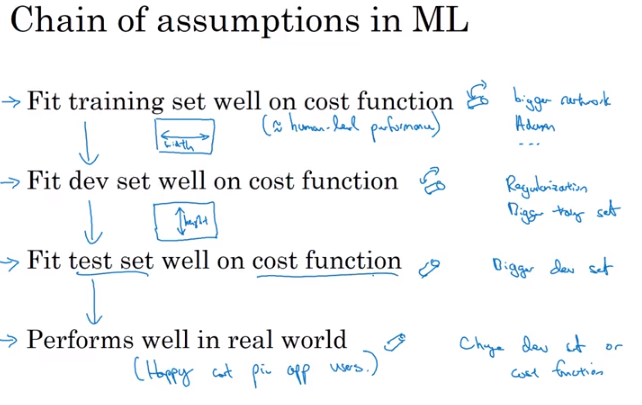 Chain of assumptions in ML
→ Fit training set well on cost function bigger network
(≈ human-level performance) Adam
width ...
→ Fit dev set well on cost function Regularization
height Bigger training set
→ Fit test set well on cost function Bigger dev set
→ Performs well in real world Change dev set or
(Happy cat pic app users.) cost function